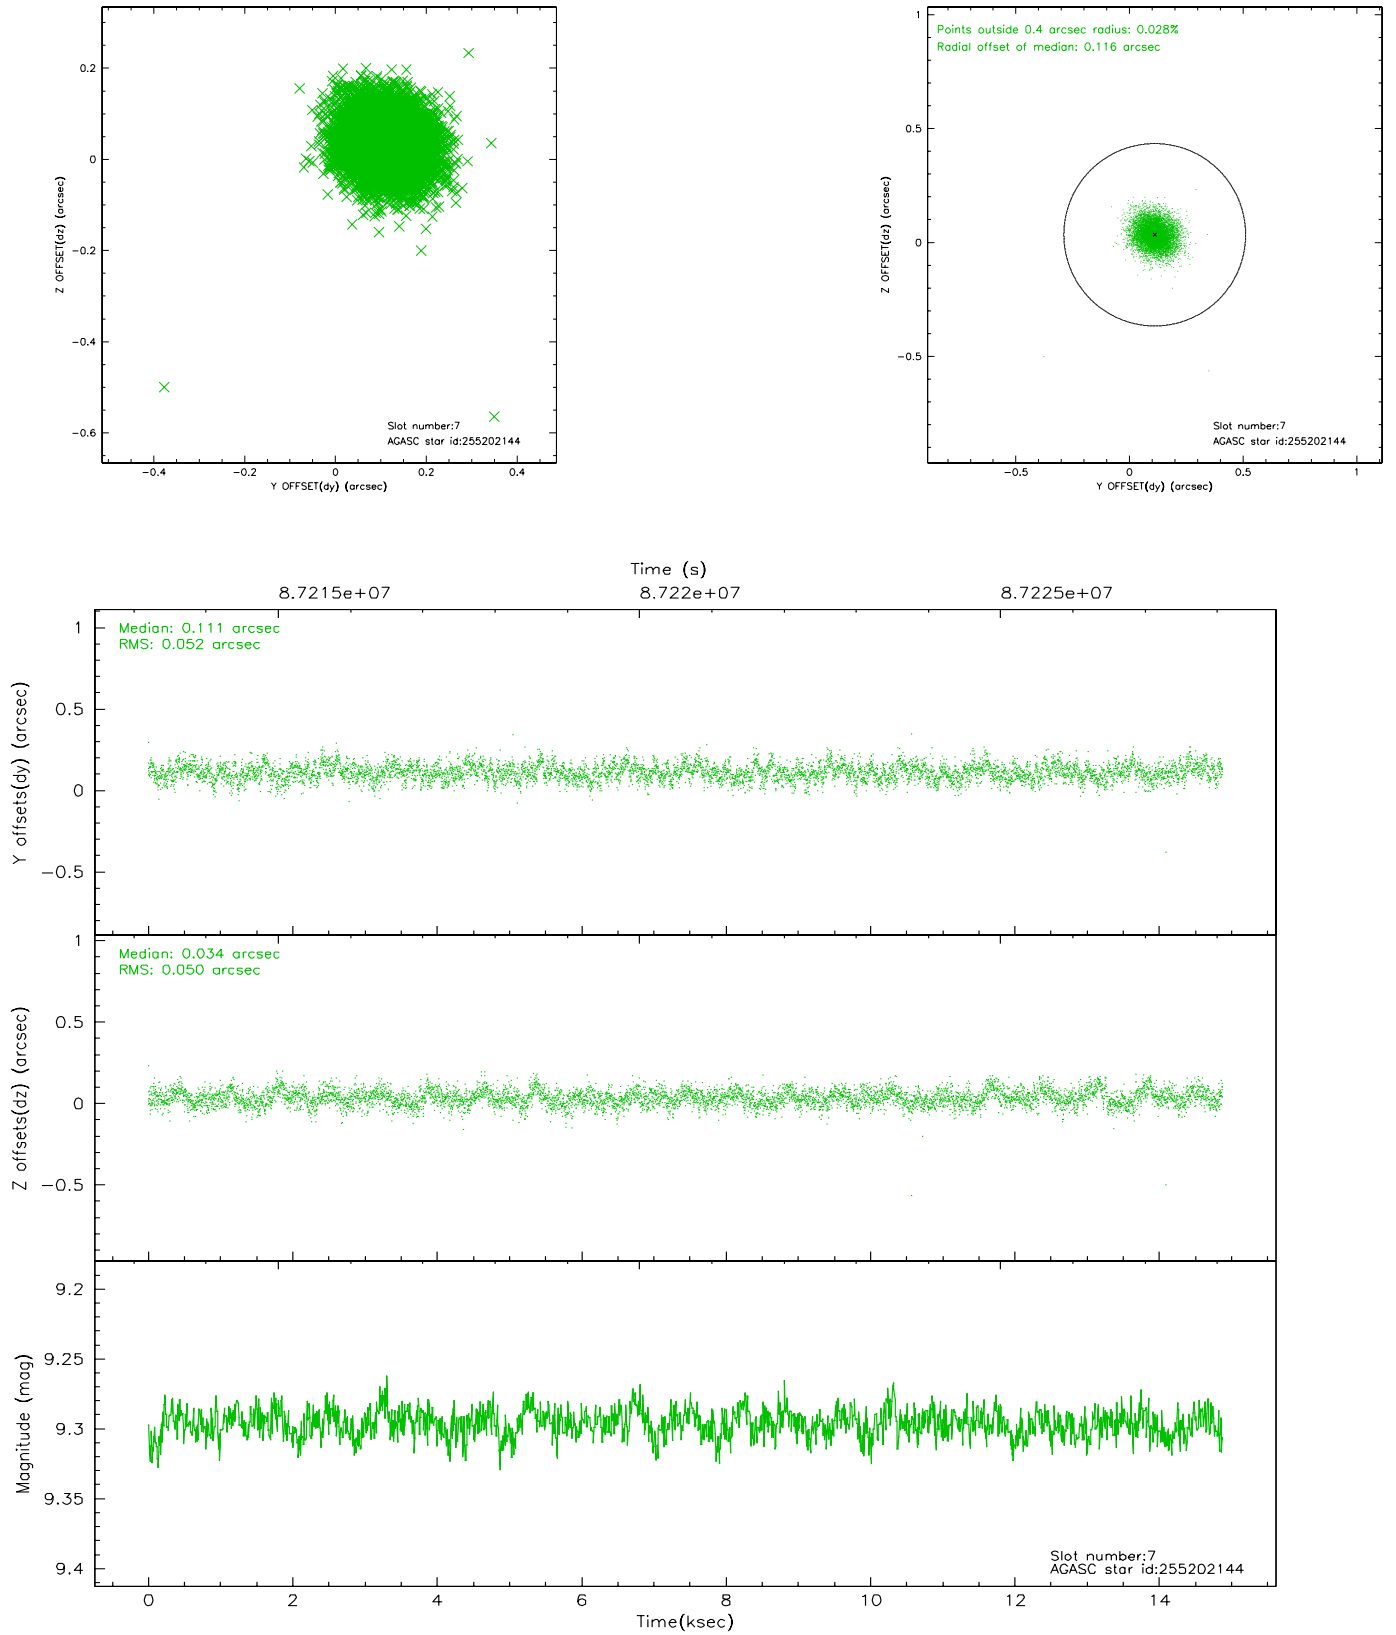 0.2
0
−0.2
−0.4
−0.6
Z OFFSET(dz) (arcsec)
Slot number:7
AGASC star id:255202144
−0.4
−0.2
0
0.2
0.4
Y OFFSET(dy) (arcsec)
Points outside 0.4 arcsec radius: 0.028%
Radial offset of median: 0.116 arcsec
1
0.5
0
−0.5
Z OFFSET(dz) (arcsec)
Slot number:7
AGASC star id:255202144
−0.5
0
0.5
1
Y OFFSET(dy) (arcsec)
Time (s)
8.7215e+07
8.722e+07
8.7225e+07
Median: 0.111 arcsec
RMS: 0.052 arcsec
1
0.5
0
−0.5
Y offsets(dy) (arcsec)
Median: 0.034 arcsec
RMS: 0.050 arcsec
1
0.5
0
−0.5
Z offsets(dz) (arcsec)
9.2
9.25
9.3
9.35
9.4
Magnitude (mag)
Slot number:7
AGASC star id:255202144
0
2
4
6
8
10
12
14
Time(ksec)